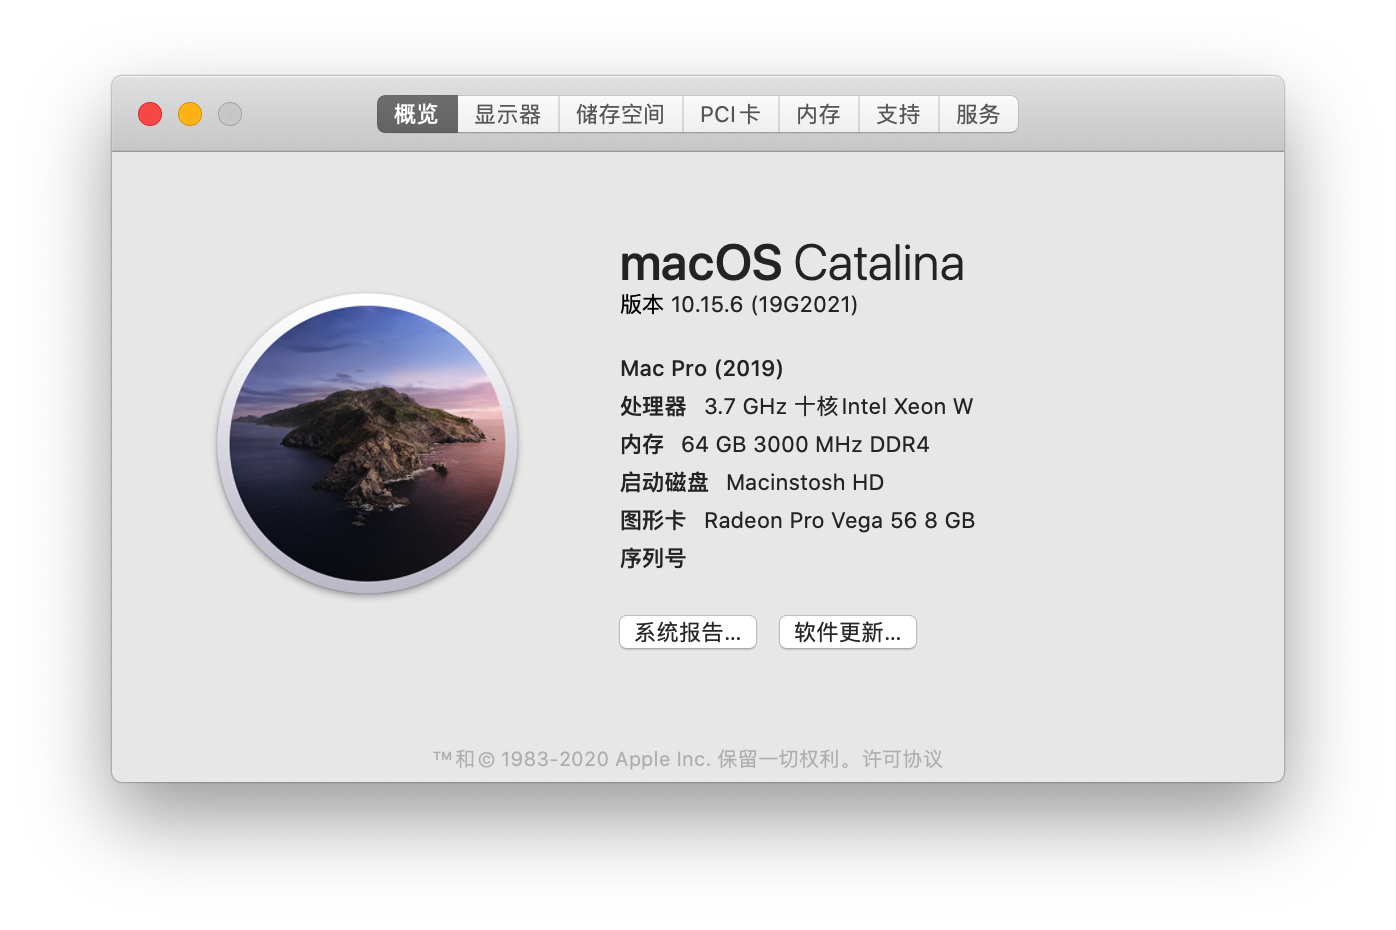 概览 显示器 储存空间 PCI卡 内存 支持 服务
macOS Catalina
版本 10.15.6 (19G2021)
Mac Pro (2019)
处理器 3.7 GHz 十核Intel Xeon W
内存 64 GB 3000 MHz DDR4
启动磁盘 Macinstosh HD
图形卡 Radeon Pro Vega 56 8 GB
序列号
系统报告... 软件更新...
™和© 1983-2020 Apple Inc. 保留一切权利。许可协议